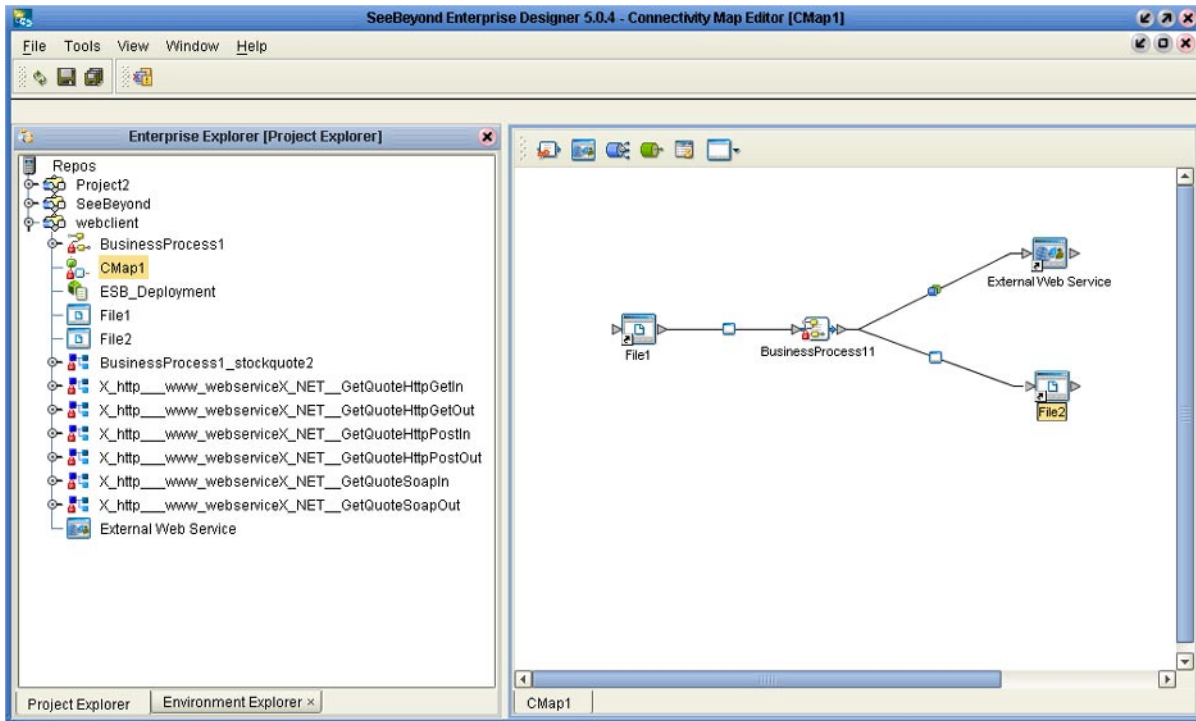 SeeBeyond Enterprise Designer 5.0.4 - Connectivity Map Editor [CMap1]
File Tools View Window Help
Enterprise Explorer [Project Explorer]
Repos
Project2
SeeBeyond
webclient
BusinessProcess1
CMap1
ESB_Deployment
File1
File2
BusinessProcess1_stockquote2
X_http___www_webserviceX_NET__GetQuoteHttpGetIn
X_http___www_webserviceX_NET__GetQuoteHttpGetOut
X_http___www_webserviceX_NET__GetQuoteHttpPostIn
X_http___www_webserviceX_NET__GetQuoteHttpPostOut
X_http___www_webserviceX_NET__GetQuoteSoapIn
X_http___www_webserviceX_NET__GetQuoteSoapOut
External Web Service
Project Explorer
Environment Explorer ×
External Web Service
File1
BusinessProcess11
File2
CMap1